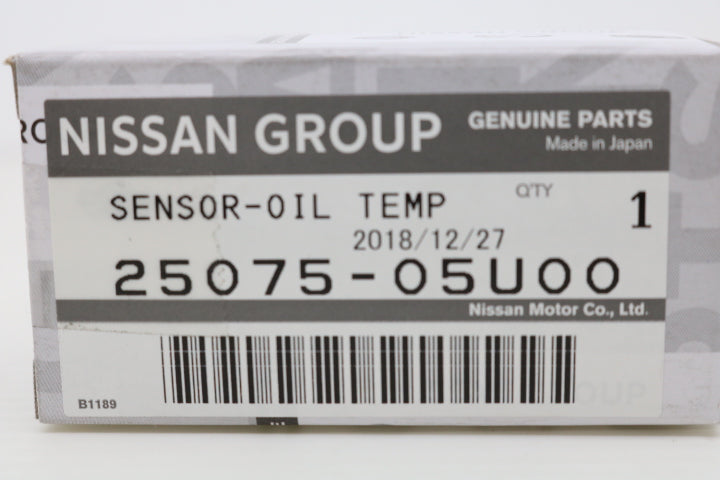 NISSAN GROUP
GENUINE PARTS
Made in Japan
SENSOR-OIL TEMP
QTY
1
2018/12/27
25075-05U00
Nissan Motor Co., Ltd.
B1189